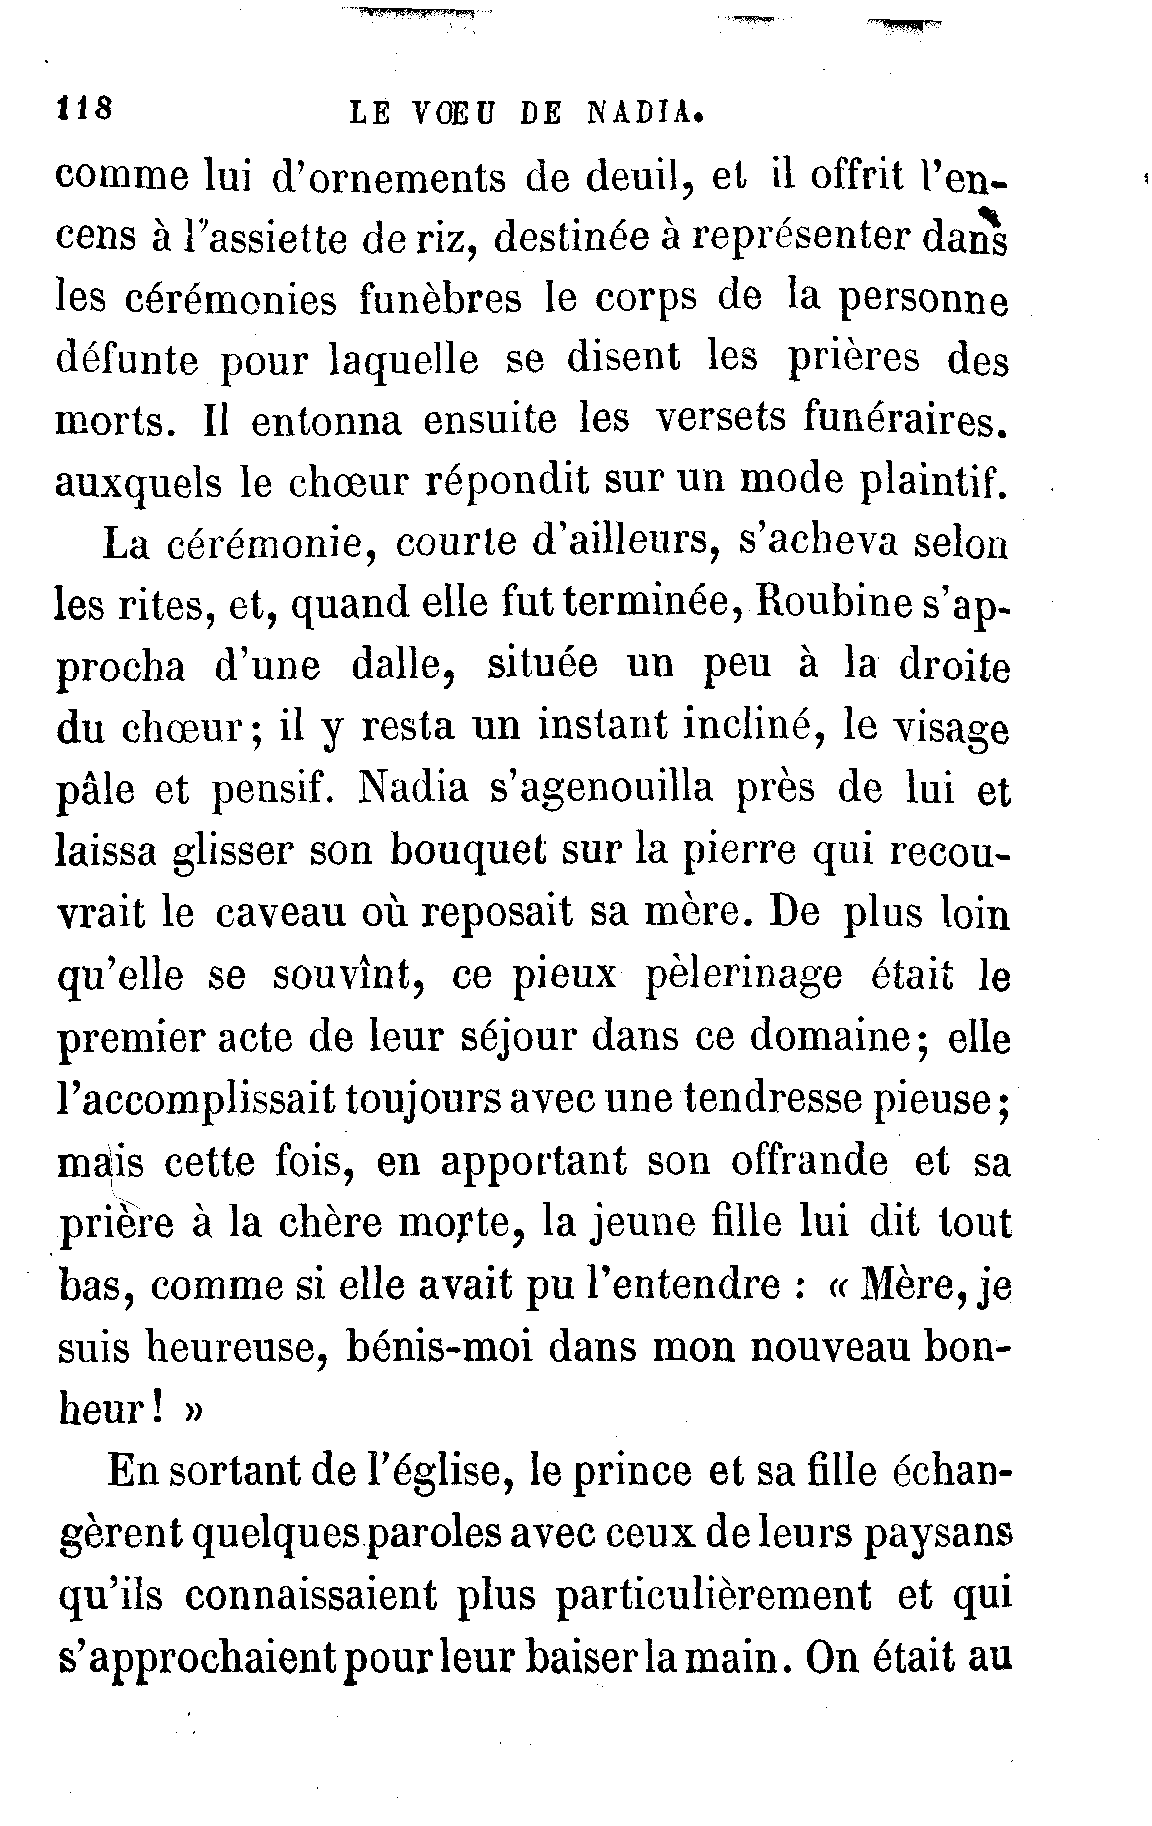 118 LE VŒU DE NADIA.
comme lui d'ornements de deuil, et il offrit l'en-
cens à l'assiette de riz, destinée à représenter dans
les cérémonies funèbres le corps de la personne
défunte pour laquelle se disent les prières des
morts. Il entonna ensuite les versets funéraires.
auxquels le chœur répondit sur un mode plaintif.
La cérémonie, courte d'ailleurs, s'acheva selon
les rites, et, quand elle fut terminée, Roubine s'ap-
procha d'une dalle, située un peu à la droite
du chœur; il y resta un instant incliné, le visage
pâle et pensif. Nadia s'agenouilla près de lui et
laissa glisser son bouquet sur la pierre qui recou-
vrait le caveau où reposait sa mère. De plus loin
qu'elle se souvînt, ce pieux pèlerinage était le
premier acte de leur séjour dans ce domaine; elle
l'accomplissait toujours avec une tendresse pieuse;
mais cette fois, en apportant son offrande et sa
prière à la chère morte, la jeune fille lui dit tout
bas, comme si elle avait pu l'entendre : « Mère, je
suis heureuse, bénis-moi dans mon nouveau bon-
heur! »
En sortant de l'église, le prince et sa fille échan-
gèrent quelques paroles avec ceux de leurs paysans
qu'ils connaissaient plus particulièrement et qui
s'approchaient pour leur baiser la main. On était au